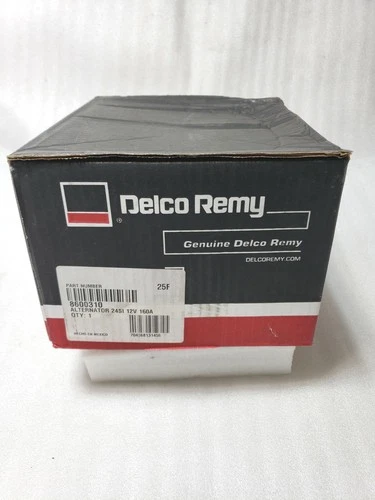 Delco Remy
®
Genuine Delco Remy
DELCOREMY.COM
PART NUMBER 25F
8600310
ALTERNATOR 24SI 12V 160A
QTY: 1